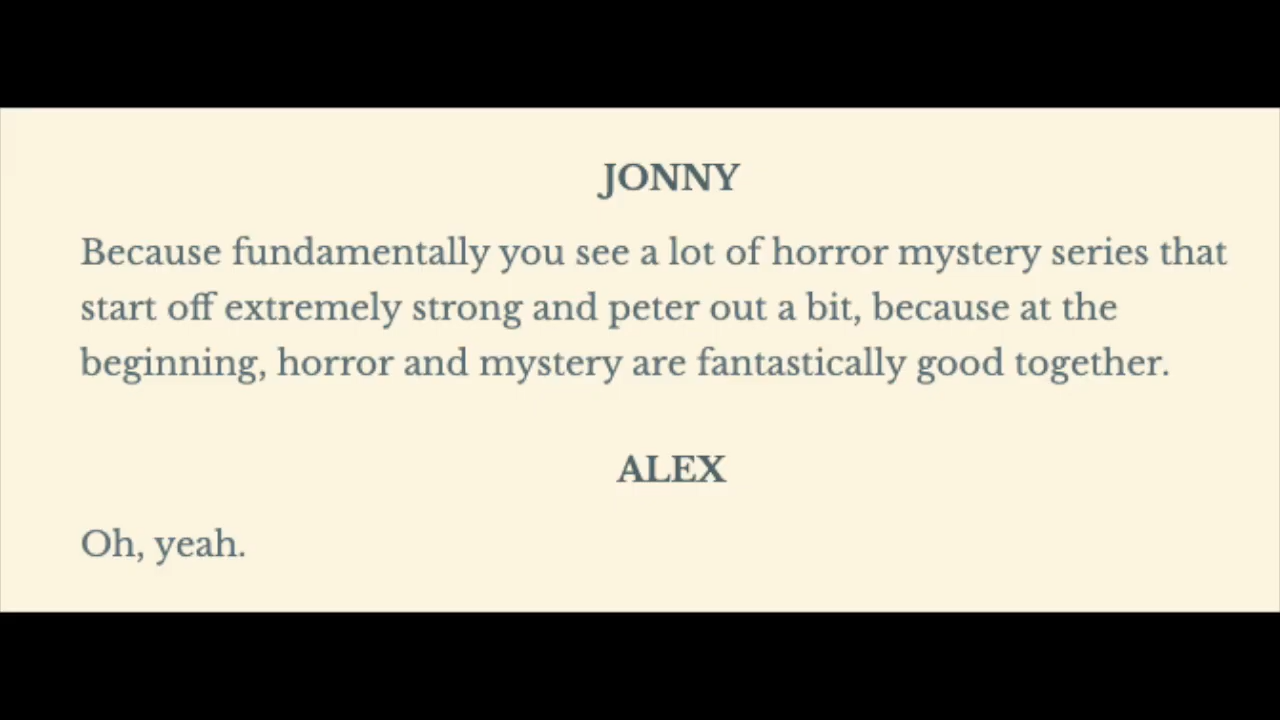 JONNY
Because fundamentally you see a lot of horror mystery series that
start off extremely strong and peter out a bit, because at the
beginning, horror and mystery are fantastically good together.
ALEX
Oh, yeah.